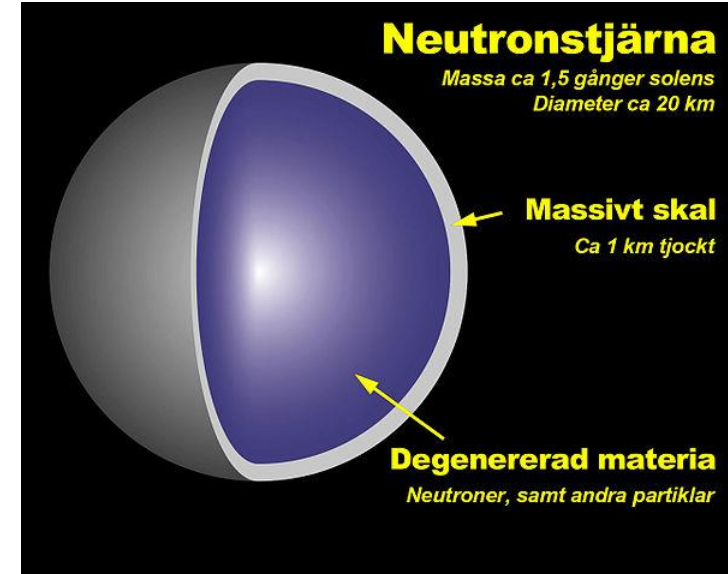 Neutronstjärna
Massa ca 1,5 gånger solens
Diameter ca 20 km
Massivt skal
Ca 1 km tjockt
Degenererad materia
Neutroner, samt andra partiklar